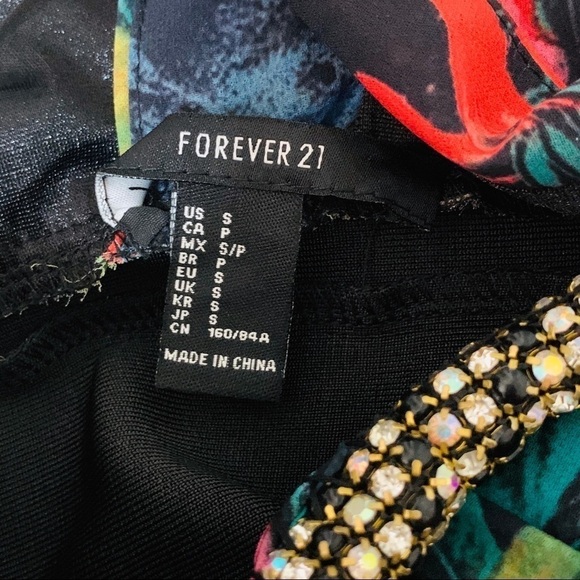 FOREVER 21
US S
CA P
MX S/P
BR P
EU S
UK S
KR S
JP S
CN 160/84A
MADE IN CHINA